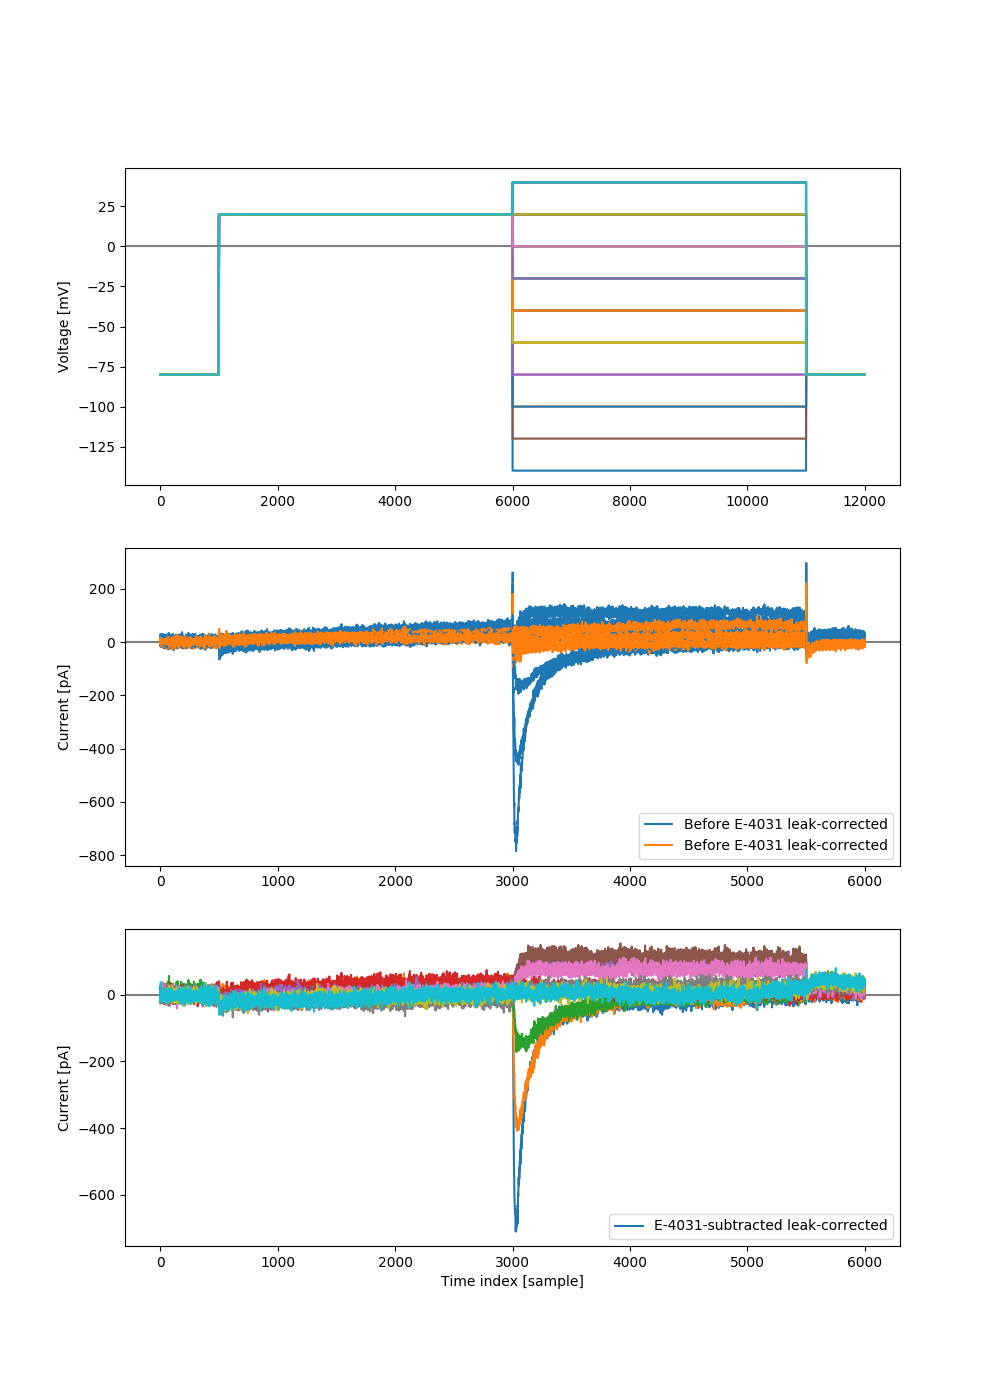 25
0
−25
−50
−75
−100
−125
Voltage [mV]
0 2000 4000 6000 8000 10000 12000
200
0
−200
−400
−600
−800
Current [pA]
Before E-4031 leak-corrected
Before E-4031 leak-corrected
0 1000 2000 3000 4000 5000 6000
0
−200
−400
−600
Current [pA]
E-4031-subtracted leak-corrected
0 1000 2000 3000 4000 5000 6000
Time index [sample]